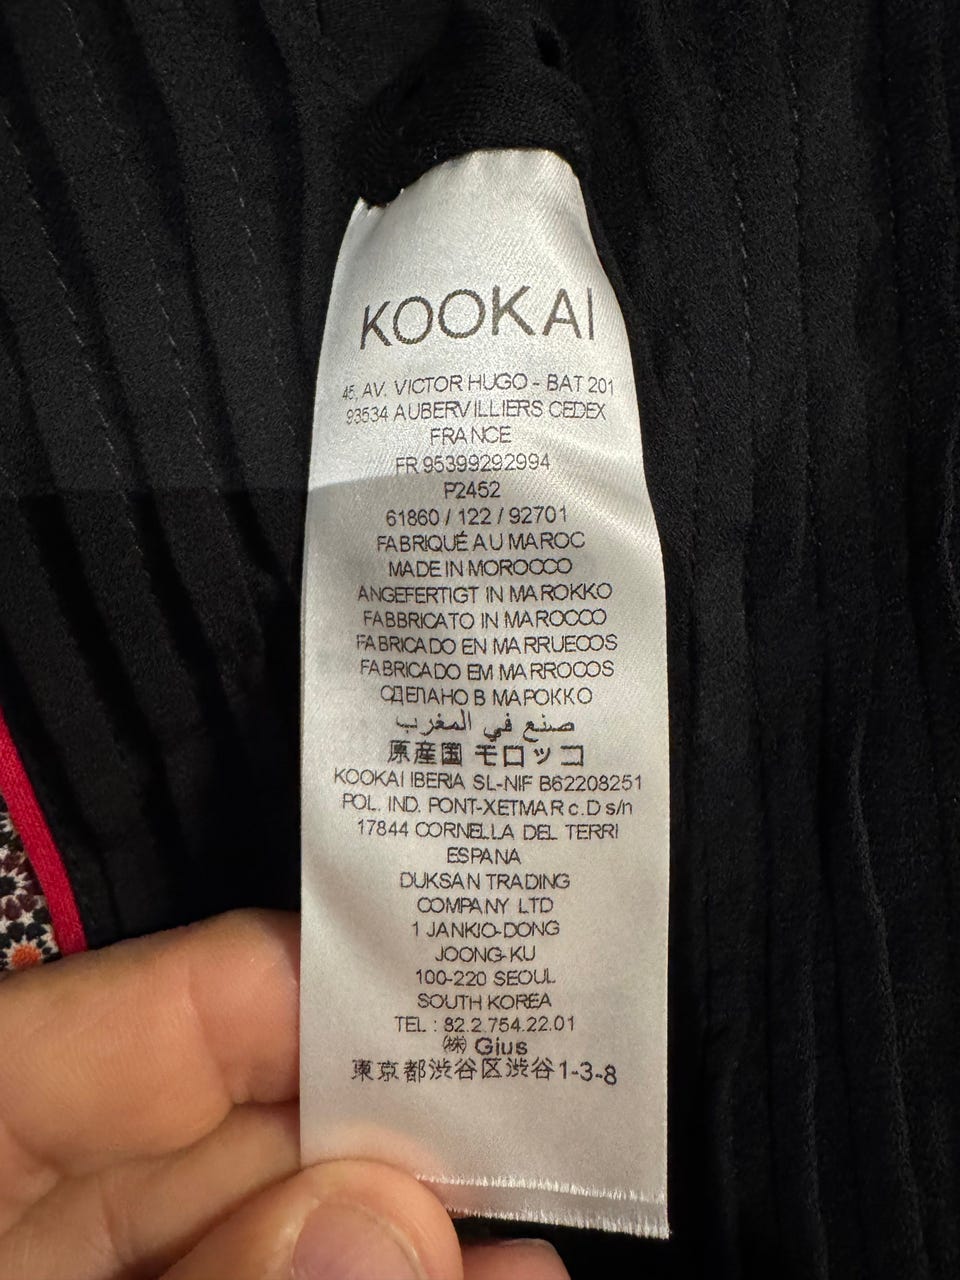 KOOKAI
45, AV. VICTOR HUGO - BAT 201
93534 AUBERVILLIERS CEDEX
FRANCE
FR 95399292994
P2452
61860 / 122 / 92701
FABRIQUÉ AU MAROC
MADE IN MOROCCO
ANGEFERTIGT IN MAROKKO
FABBRICATO IN MAROCCO
FABRICADO EN MARRUECOS
FABRICADO EM MARROCOS
СДЕЛАНО В МАРОККО
صنع في المغرب
原産国 モロッコ
KOOKAI IBERIA SL-NIF B62208251
POL. IND. PONT-XETMAR c.D s/n
17844 CORNELLA DEL TERRI
ESPANA
DUKSAN TRADING
COMPANY LTD
1 JANKIO-DONG
JOONG-KU
100-220 SEOUL
SOUTH KOREA
TEL : 82.2.754.22.01
㈱ Gius
東京都渋谷区渋谷1-3-8